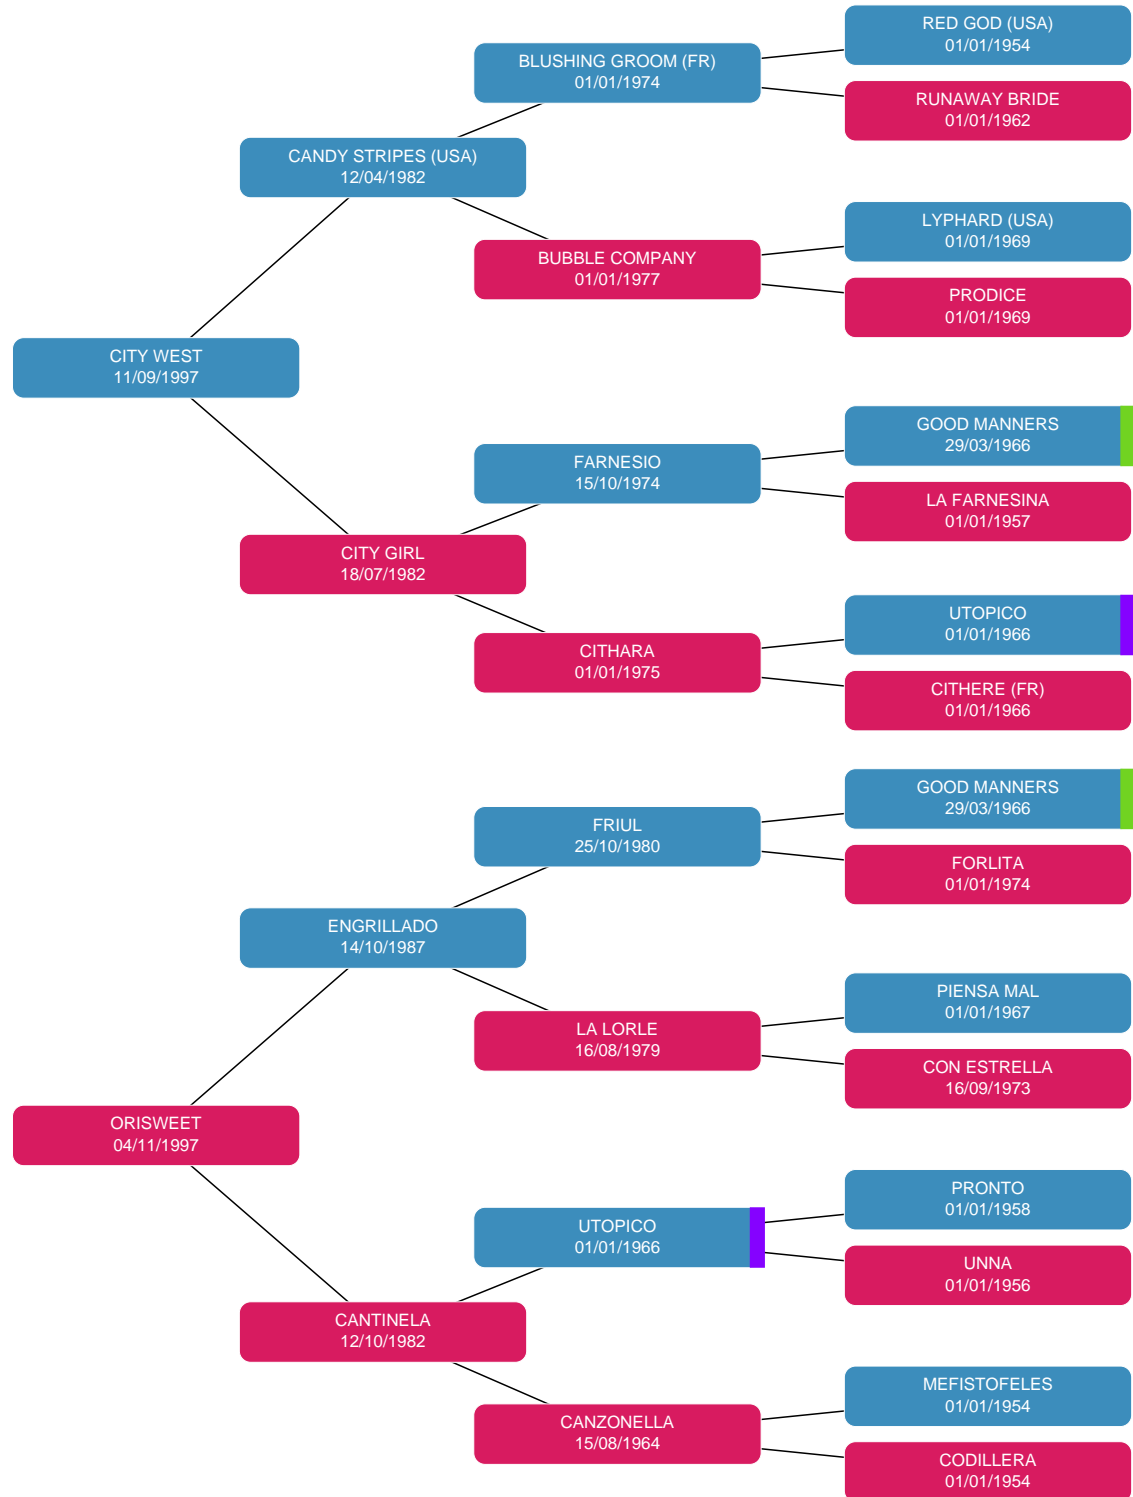 RED GOD (USA)
01/01/1954
BLUSHING GROOM (FR)
01/01/1974
RUNAWAY BRIDE
01/01/1962
CANDY STRIPES (USA)
12/04/1982
LYPHARD (USA)
01/01/1969
BUBBLE COMPANY
01/01/1977
PRODICE
01/01/1969
CITY WEST
11/09/1997
GOOD MANNERS
29/03/1966
FARNESIO
15/10/1974
LA FARNESINA
01/01/1957
CITY GIRL
18/07/1982
UTOPICO
01/01/1966
CITHARA
01/01/1975
CITHERE (FR)
01/01/1966
GOOD MANNERS
29/03/1966
FRIUL
25/10/1980
FORLITA
01/01/1974
ENGRILLADO
14/10/1987
PIENSA MAL
01/01/1967
LA LORLE
16/08/1979
CON ESTRELLA
16/09/1973
ORISWEET
04/11/1997
PRONTO
01/01/1958
UTOPICO
01/01/1966
UNNA
01/01/1956
CANTINELA
12/10/1982
MEFISTOFELES
01/01/1954
CANZONELLA
15/08/1964
CODILLERA
01/01/1954